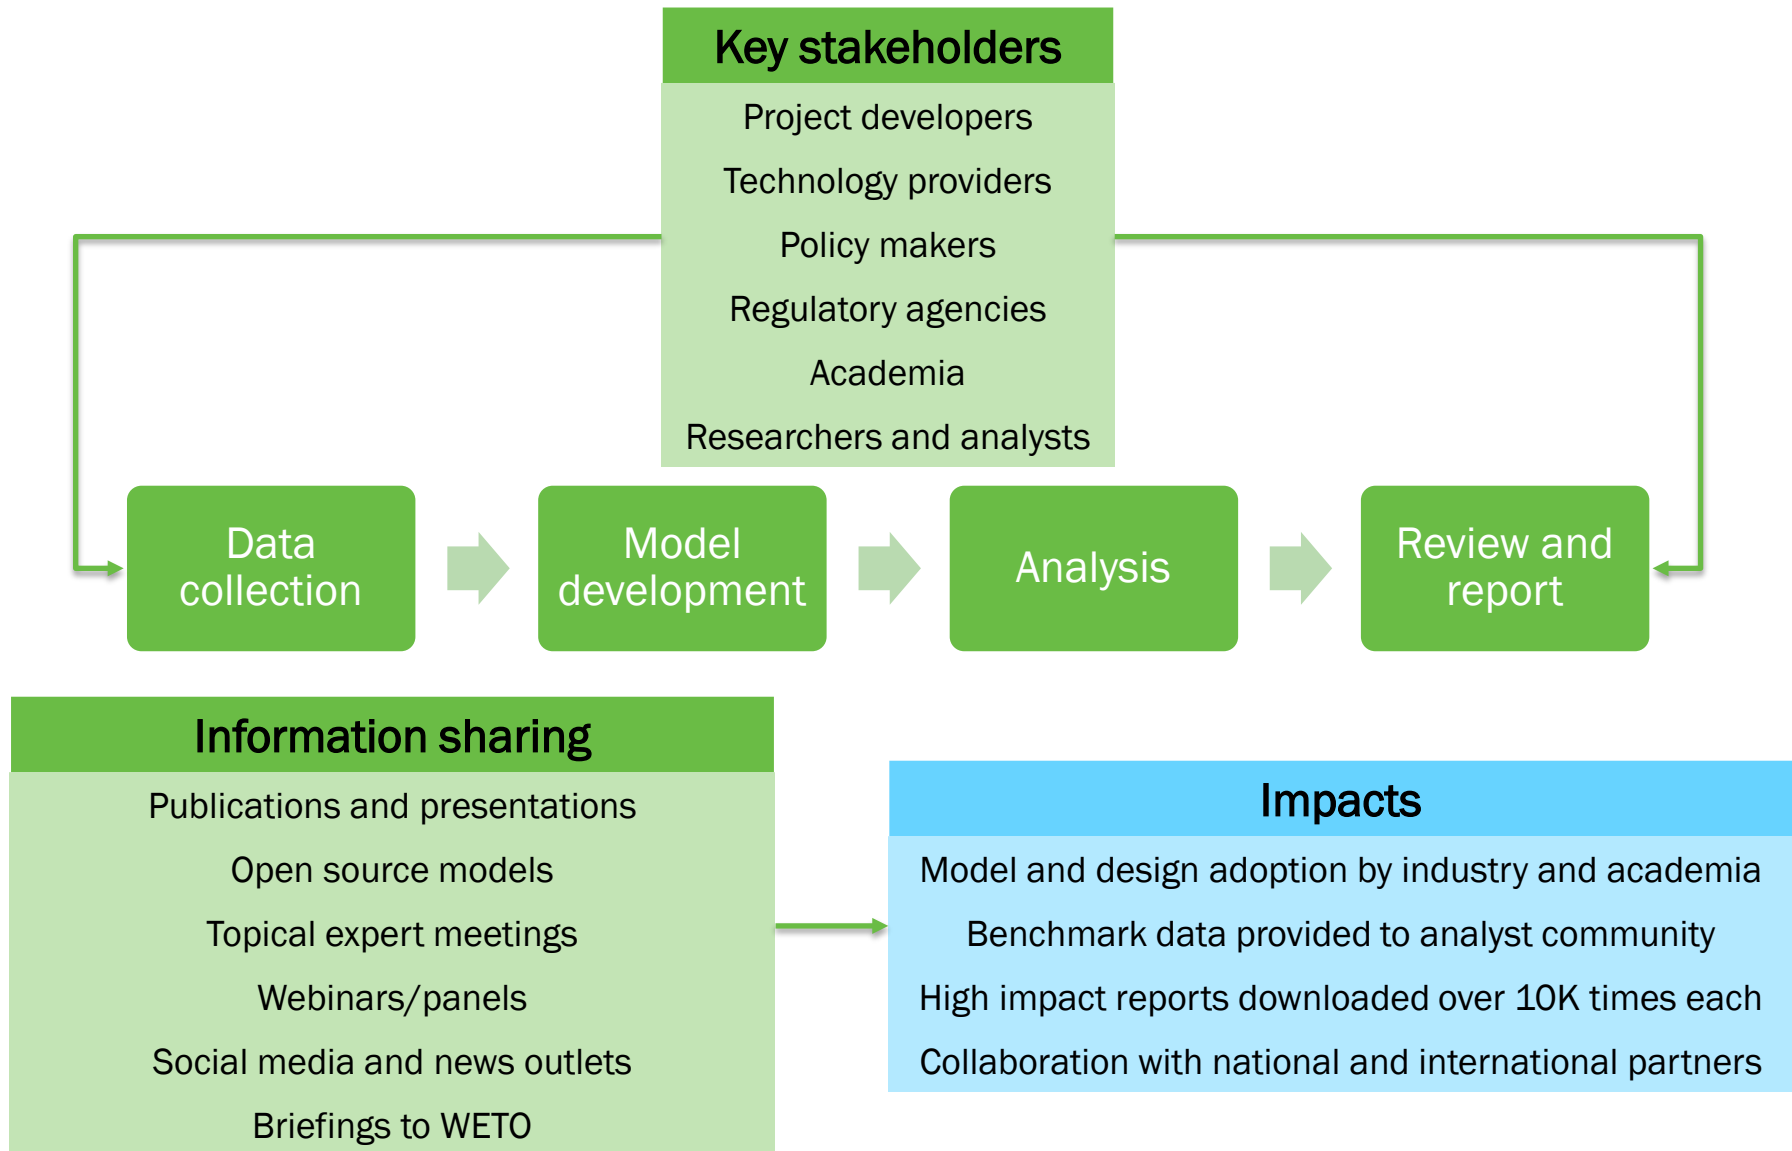 Key stakeholders
Project developers
Technology providers
Policy makers
Regulatory agencies
Academia
Researchers and analysts
Data
collection
Model
development
Analysis
Review and
report
Information sharing
Publications and presentations
Open source models
Topical expert meetings
Webinars/panels
Social media and news outlets
Briefings to WETO
Impacts
Model and design adoption by industry and academia
Benchmark data provided to analyst community
High impact reports downloaded over 10K times each
Collaboration with national and international partners